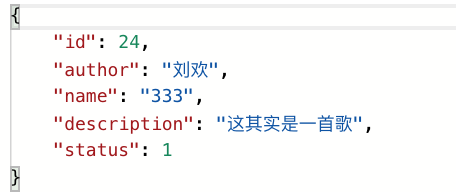 {
"id": 24,
"author": "刘欢",
"name": "333",
"description": "这其实是一首歌",
"status": 1
}